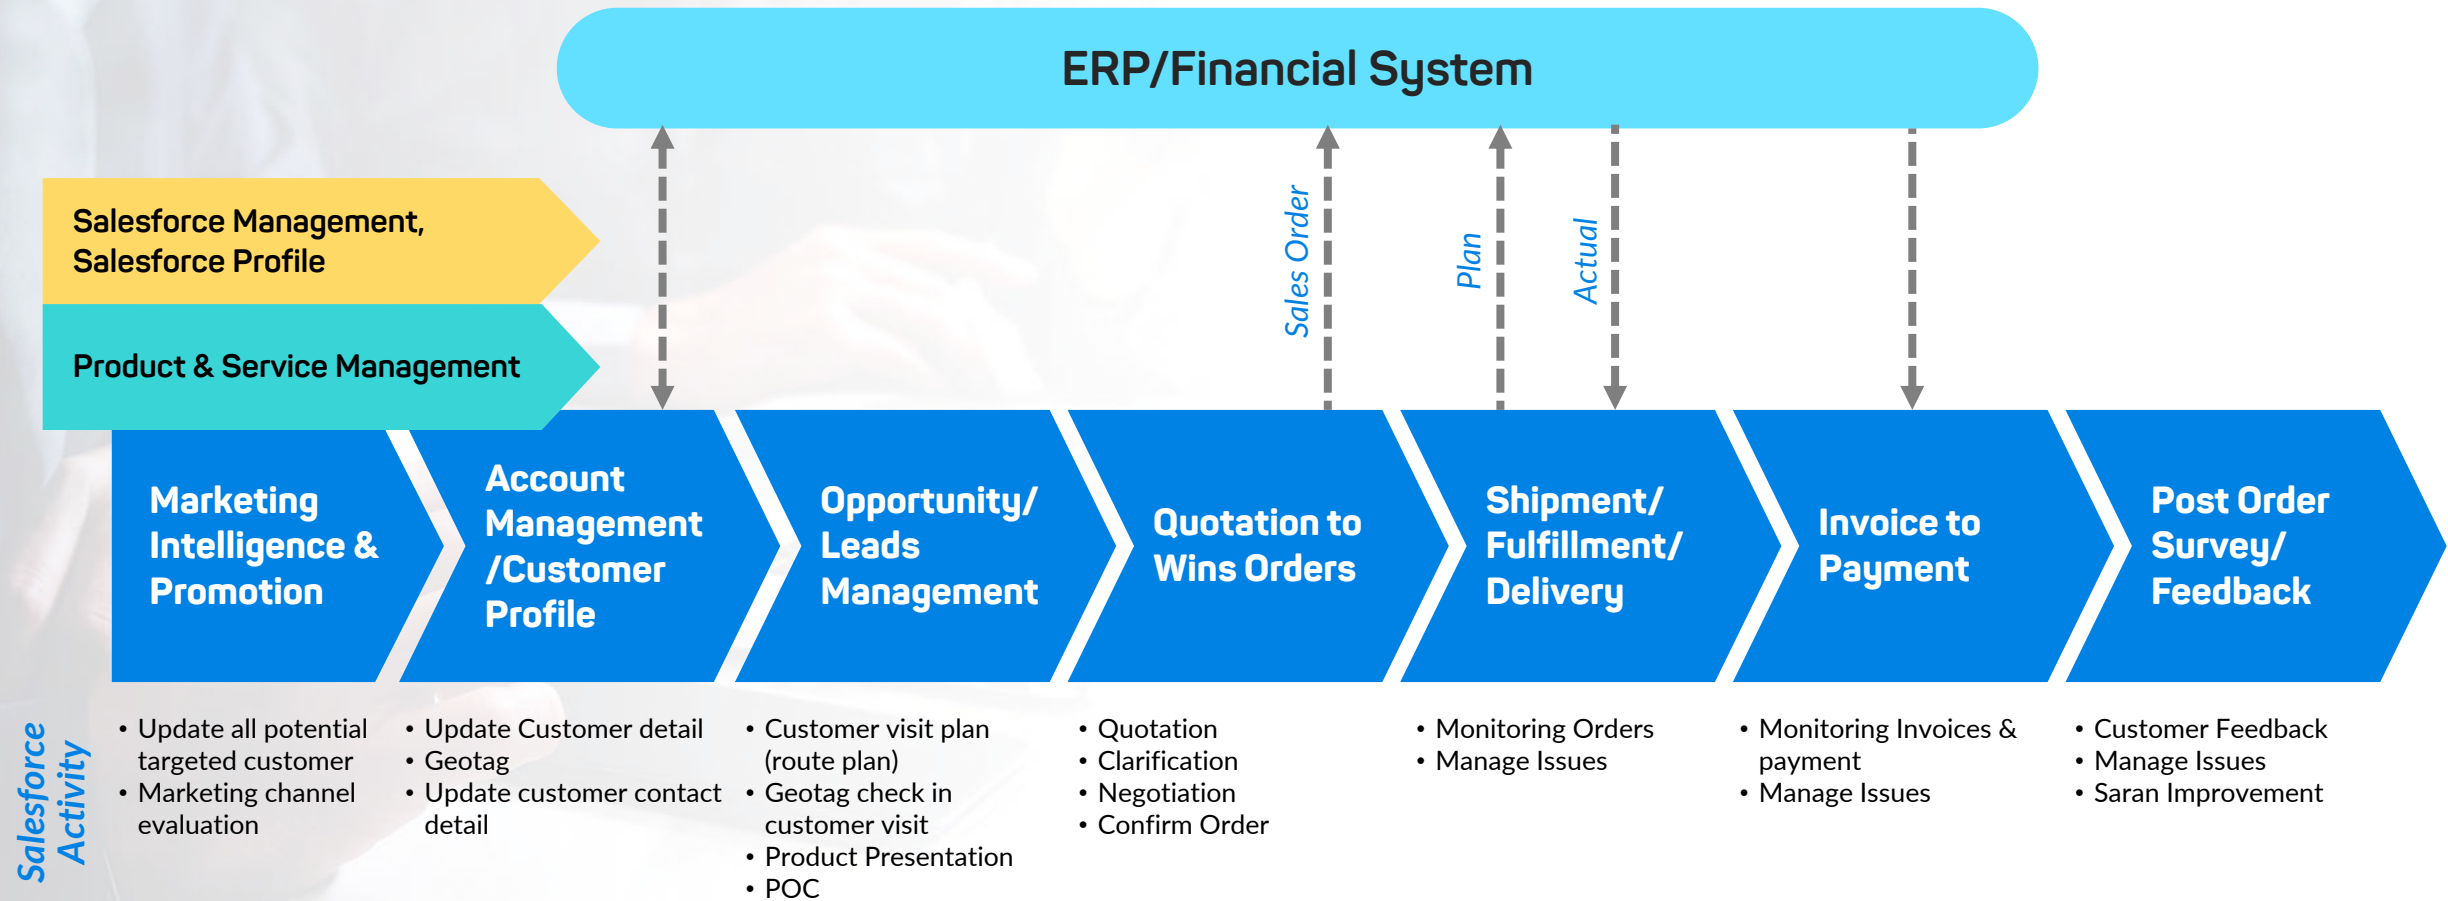 ERP/Financial System
Salesforce Management,
Salesforce Profile
Product & Service Management
Sales Order
Plan
Actual
Marketing
Intelligence &
Promotion
Account
Management
/Customer
Profile
Opportunity/
Leads
Management
Quotation to
Wins Orders
Shipment/
Fulfillment/
Delivery
Invoice to
Payment
Post Order
Survey/
Feedback
Salesforce
Activity
• Update all potential
targeted customer
• Marketing channel
evaluation
• Update Customer detail
• Geotag
• Update customer contact
detail
• Customer visit plan
(route plan)
• Geotag check in
customer visit
• Product Presentation
• POC
• Quotation
• Clarification
• Negotiation
• Confirm Order
• Monitoring Orders
• Manage Issues
• Monitoring Invoices &
payment
• Manage Issues
• Customer Feedback
• Manage Issues
• Saran Improvement